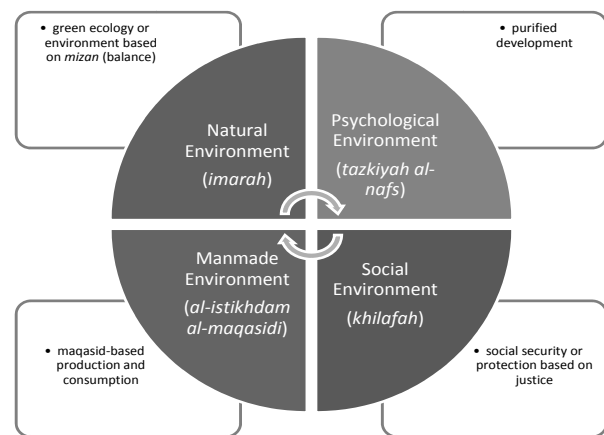 • green ecology or
environment based
on mizan (balance)
• purified
development
Natural
Environment
(imarah)
Psychological
Environment
(tazkiyah al-
nafs)
Manmade
Environment
(al-istikhdam
al-maqasidi)
Social
Environment
(khilafah)
• maqasid-based
production and
consumption
• social security or
protection based on
justice